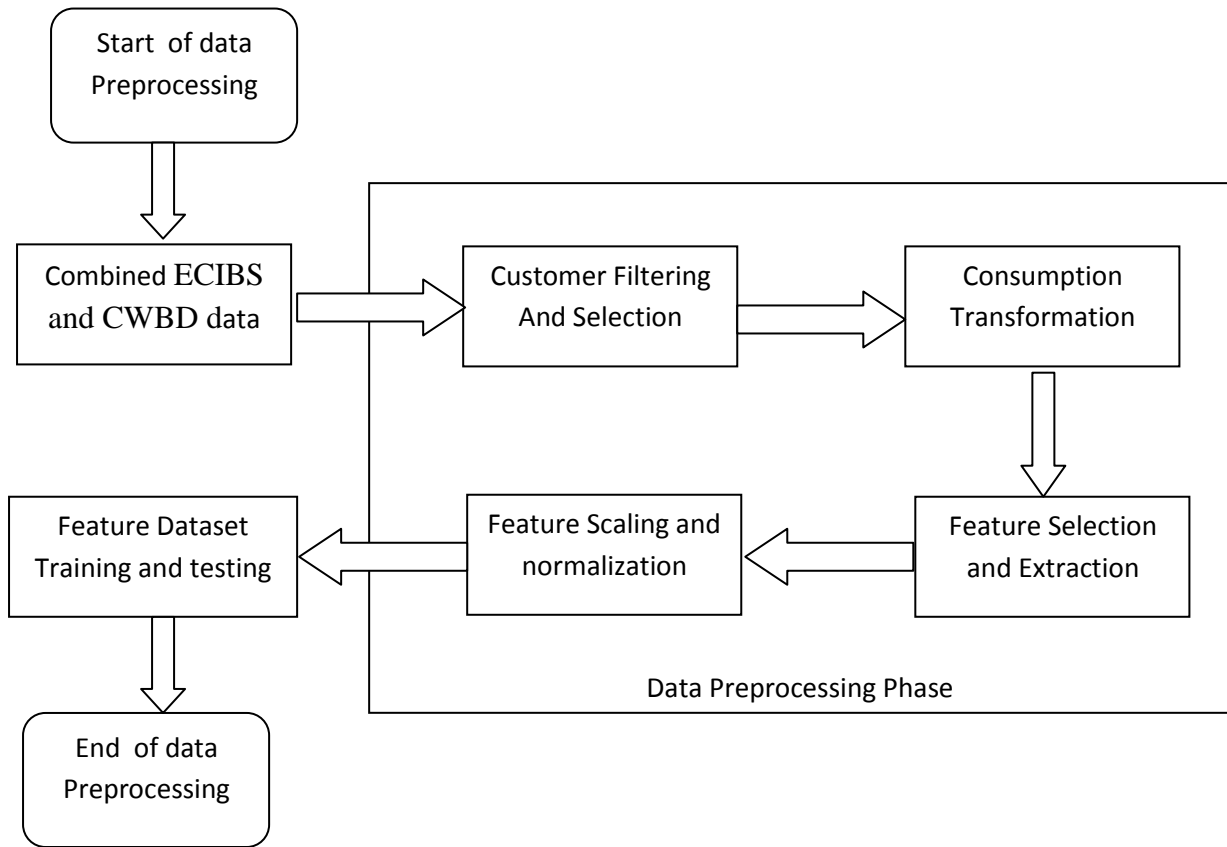 Start of data
Preprocessing
Combined ECIBS
and CWBD data
Customer Filtering
And Selection
Consumption
Transformation
Feature Selection
and Extraction
Feature Scaling and
normalization
Feature Dataset
Training and testing
Data Preprocessing Phase
End of data
Preprocessing